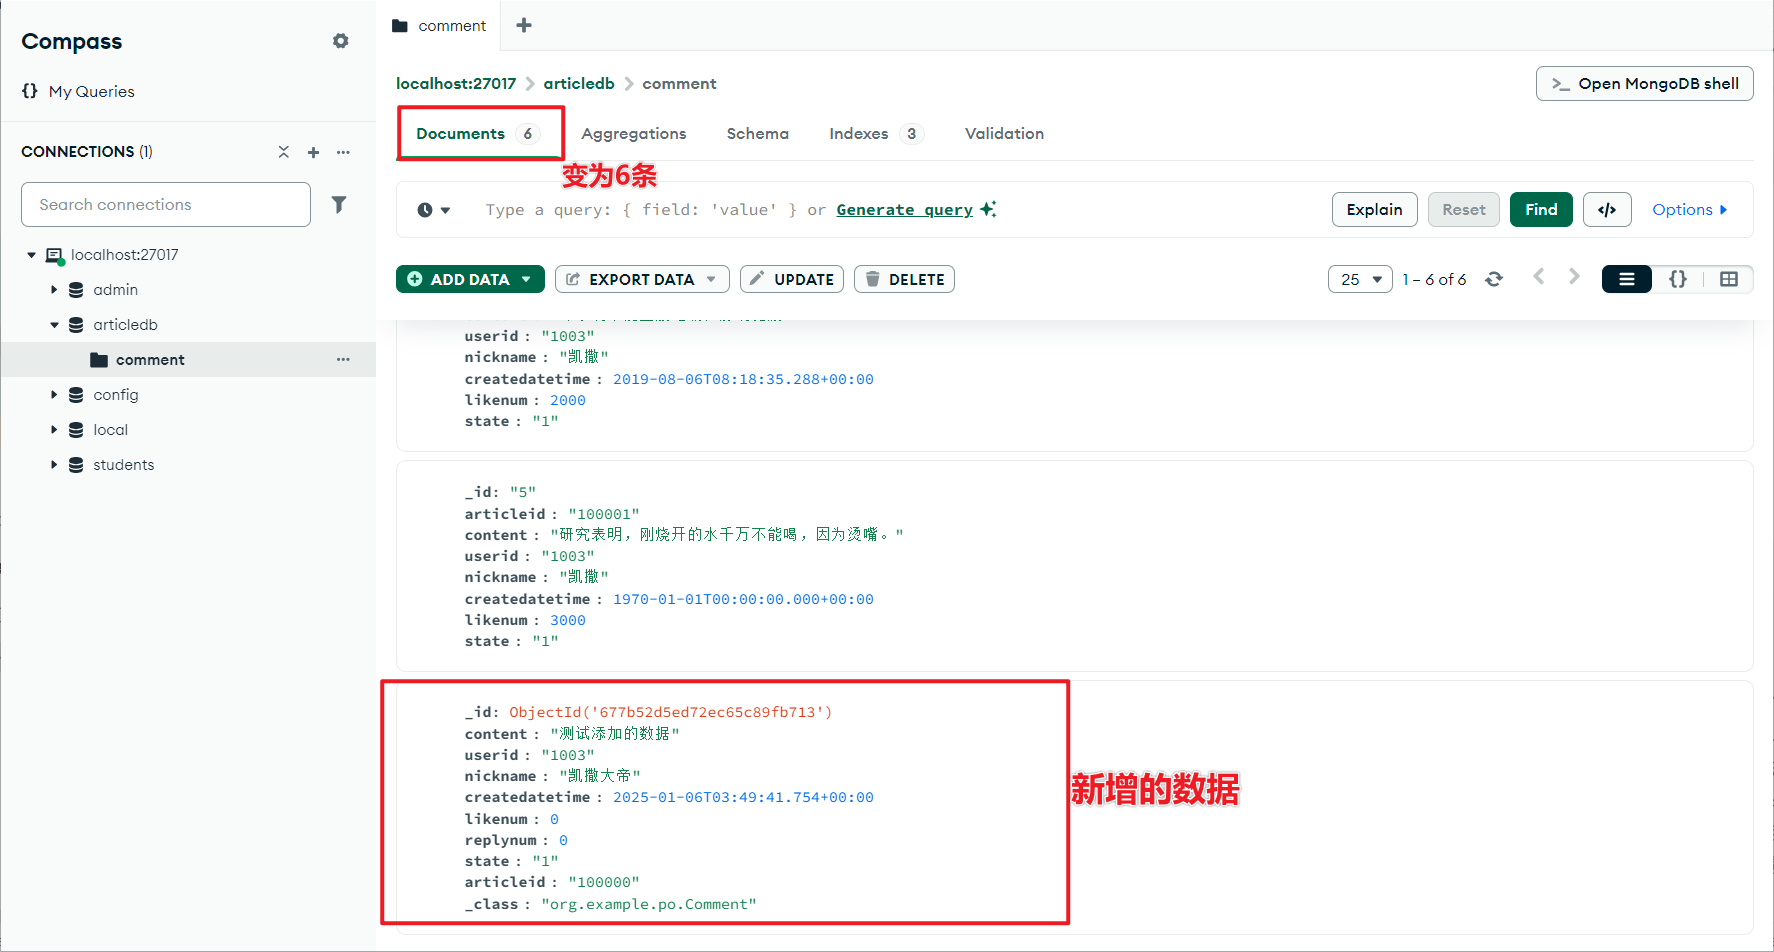 Compass
{} My Queries
CONNECTIONS (1)
Search connections
localhost:27017
admin
articledb
comment
config
local
students
comment
localhost:27017 > articledb > comment
Open MongoDB shell
Documents 6
Aggregations
Schema
Indexes 3
Validation
变为6条
Type a query: { field: 'value' } or Generate query
Explain
Reset
Find
</>
Options
ADD DATA
EXPORT DATA
UPDATE
DELETE
25
1 – 6 of 6
{}
userid : "1003"
nickname : "凯撒"
createdatetime : 2019-08-06T08:18:35.288+00:00
likenum : 2000
state : "1"
_id: "5"
articleid : "100001"
content : "研究表明，刚烧开的水千万不能喝，因为烫嘴。"
userid : "1003"
nickname : "凯撒"
createdatetime : 1970-01-01T00:00:00.000+00:00
likenum : 3000
state : "1"
_id: ObjectId('677b52d5ed72ec65c89fb713')
content : "测试添加的数据"
userid : "1003"
nickname : "凯撒大帝"
createdatetime : 2025-01-06T03:49:41.754+00:00
likenum : 0
replynum : 0
state : "1"
articleid : "100000"
_class : "org.example.po.Comment"
新增的数据